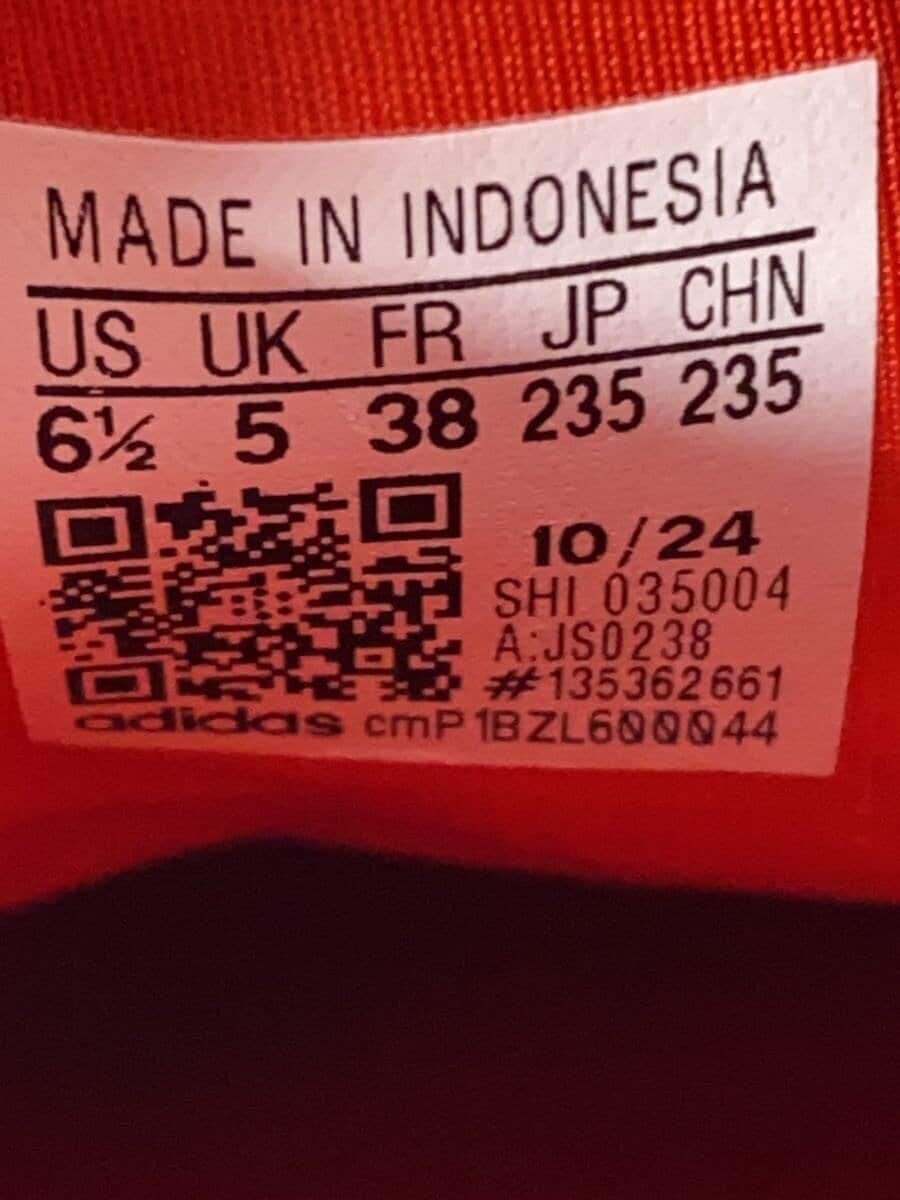 MADE IN INDONESIA
US UK FR JP CHN
6½ 5 38 235 235
10/24
SHI 035004
A:JS0238
#135362661
adidas cmP 1BZL6000044